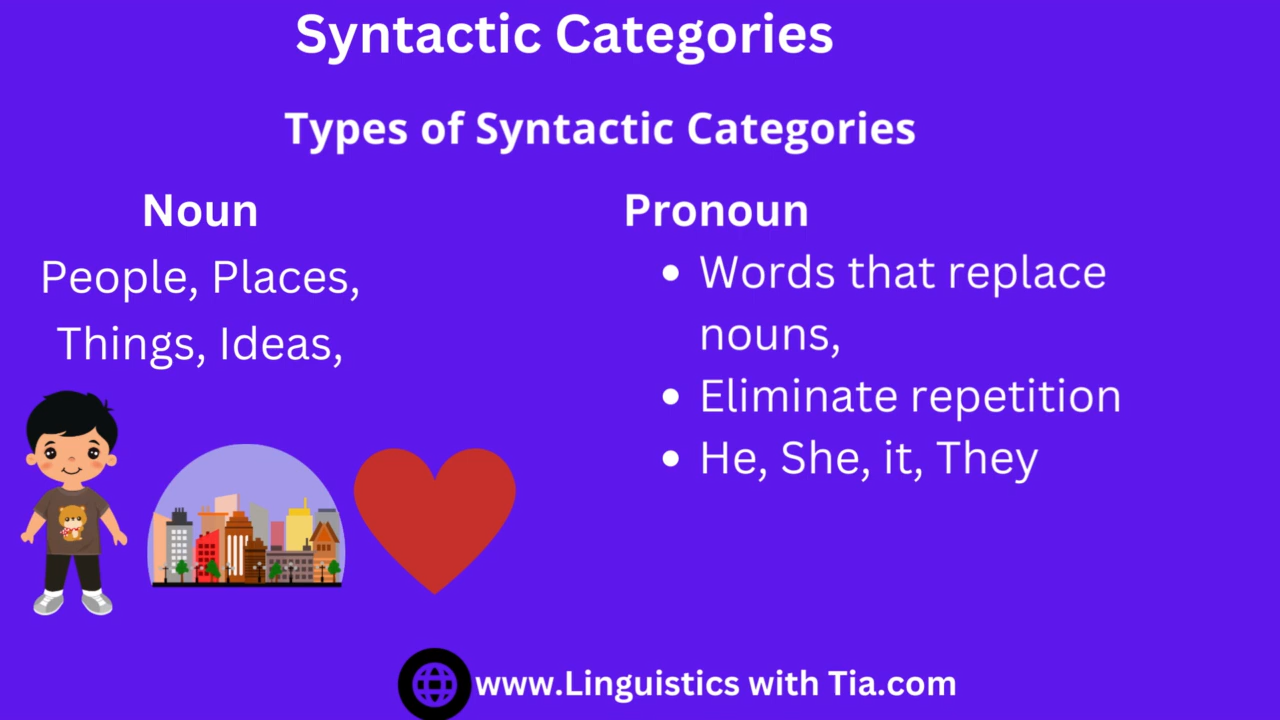 Syntactic Categories
Types of Syntactic Categories
Noun
People, Places,
Things, Ideas,
Pronoun
• Words that replace
nouns,
• Eliminate repetition
• He, She, it, They
www.Linguistics with Tia.com